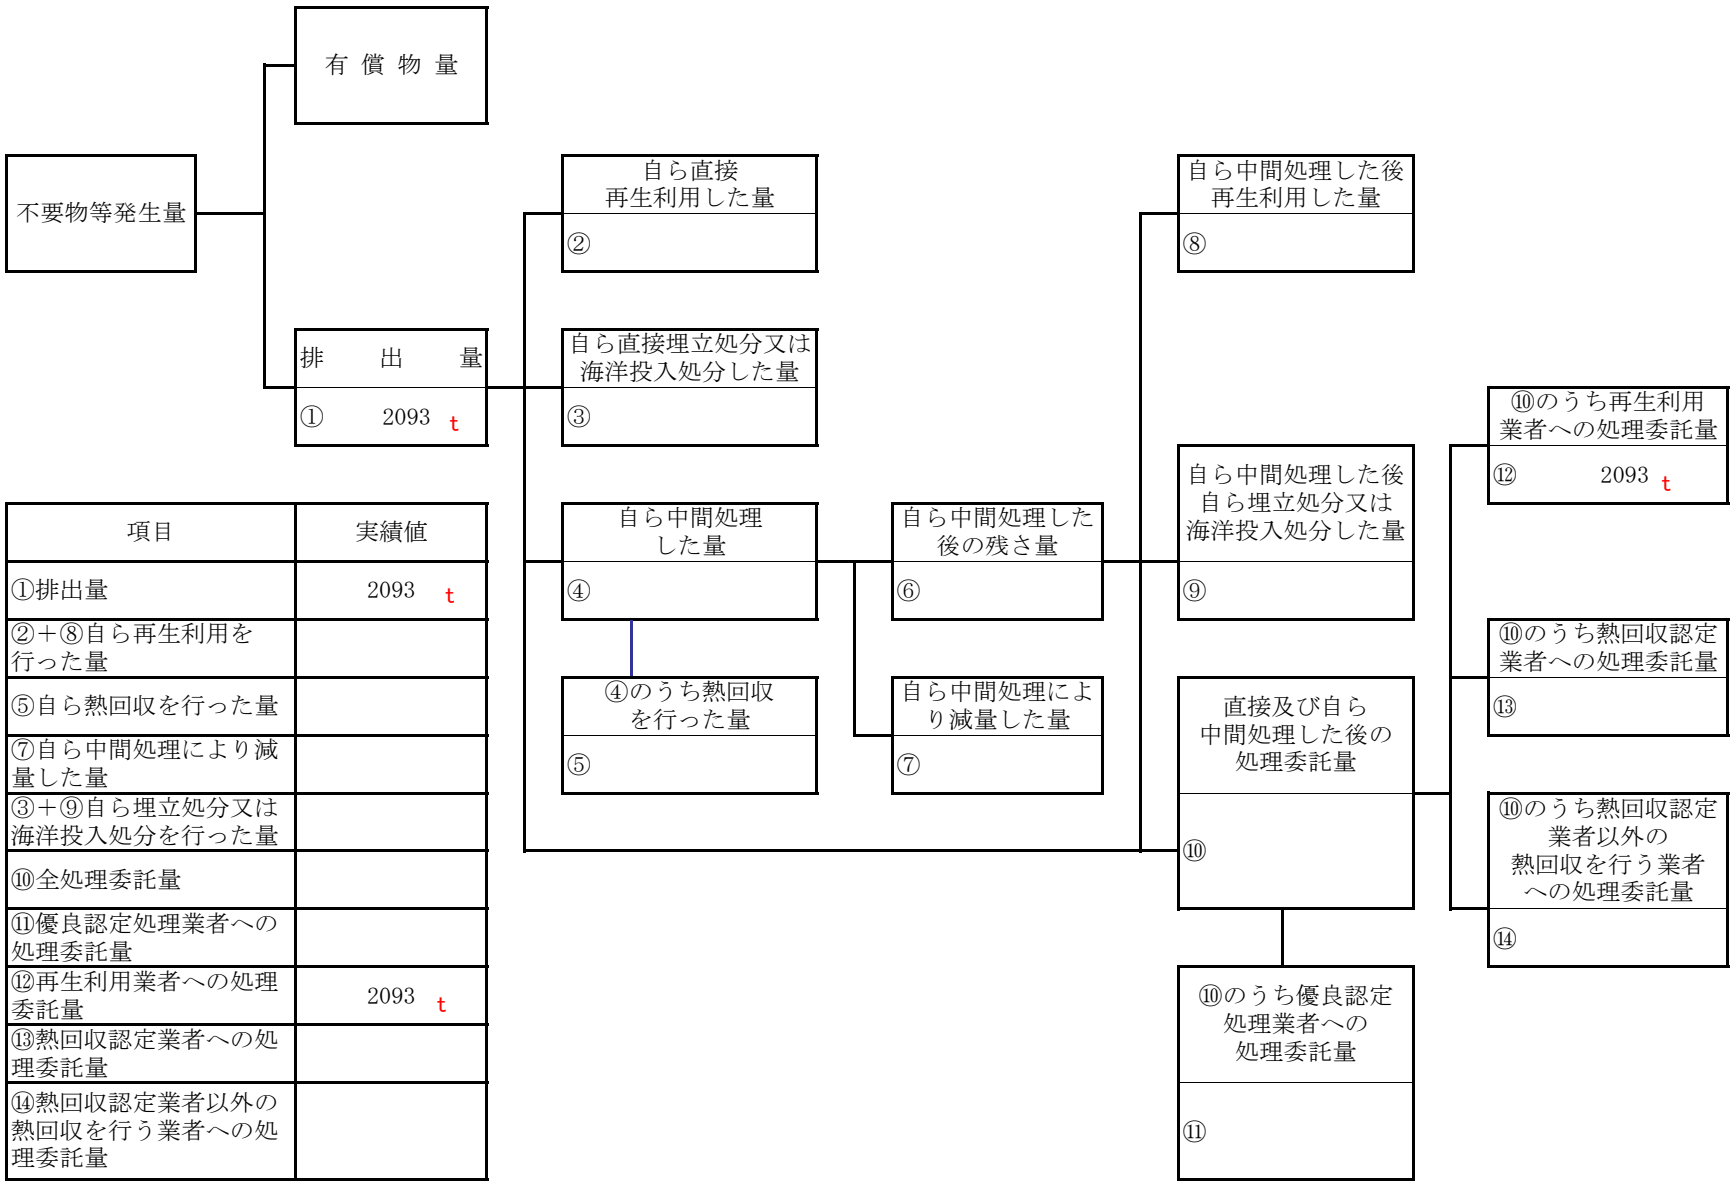 有 償 物 量
不要物等発生量
自ら直接
再生利用した量
②
自ら中間処理した後
再生利用した量
⑧
排 出 量
① 2093 t
自ら直接埋立処分又は
海洋投入処分した量
③
⑩のうち再生利用
業者への処理委託量
⑫ 2093 t
自ら中間処理した後
自ら埋立処分又は
海洋投入処分した量
⑨
自ら中間処理
した量
④
自ら中間処理した
後の残さ量
⑥
⑩のうち熱回収認定
業者への処理委託量
⑬
④のうち熱回収
を行った量
⑤
自ら中間処理によ
り減量した量
⑦
直接及び自ら
中間処理した後の
処理委託量
⑩
⑩のうち熱回収認定
業者以外の
熱回収を行う業者
への処理委託量
⑭
⑩のうち優良認定
処理業者への
処理委託量
⑪
項目 実績値
①排出量 2093 t
②＋⑧自ら再生利用を
行った量
⑤自ら熱回収を行った量
⑦自ら中間処理により減
量した量
③＋⑨自ら埋立処分又は
海洋投入処分を行った量
⑩全処理委託量
⑪優良認定処理業者への
処理委託量
⑫再生利用業者への処理
委託量 2093 t
⑬熱回収認定業者への処
理委託量
⑭熱回収認定業者以外の
熱回収を行う業者への処
理委託量